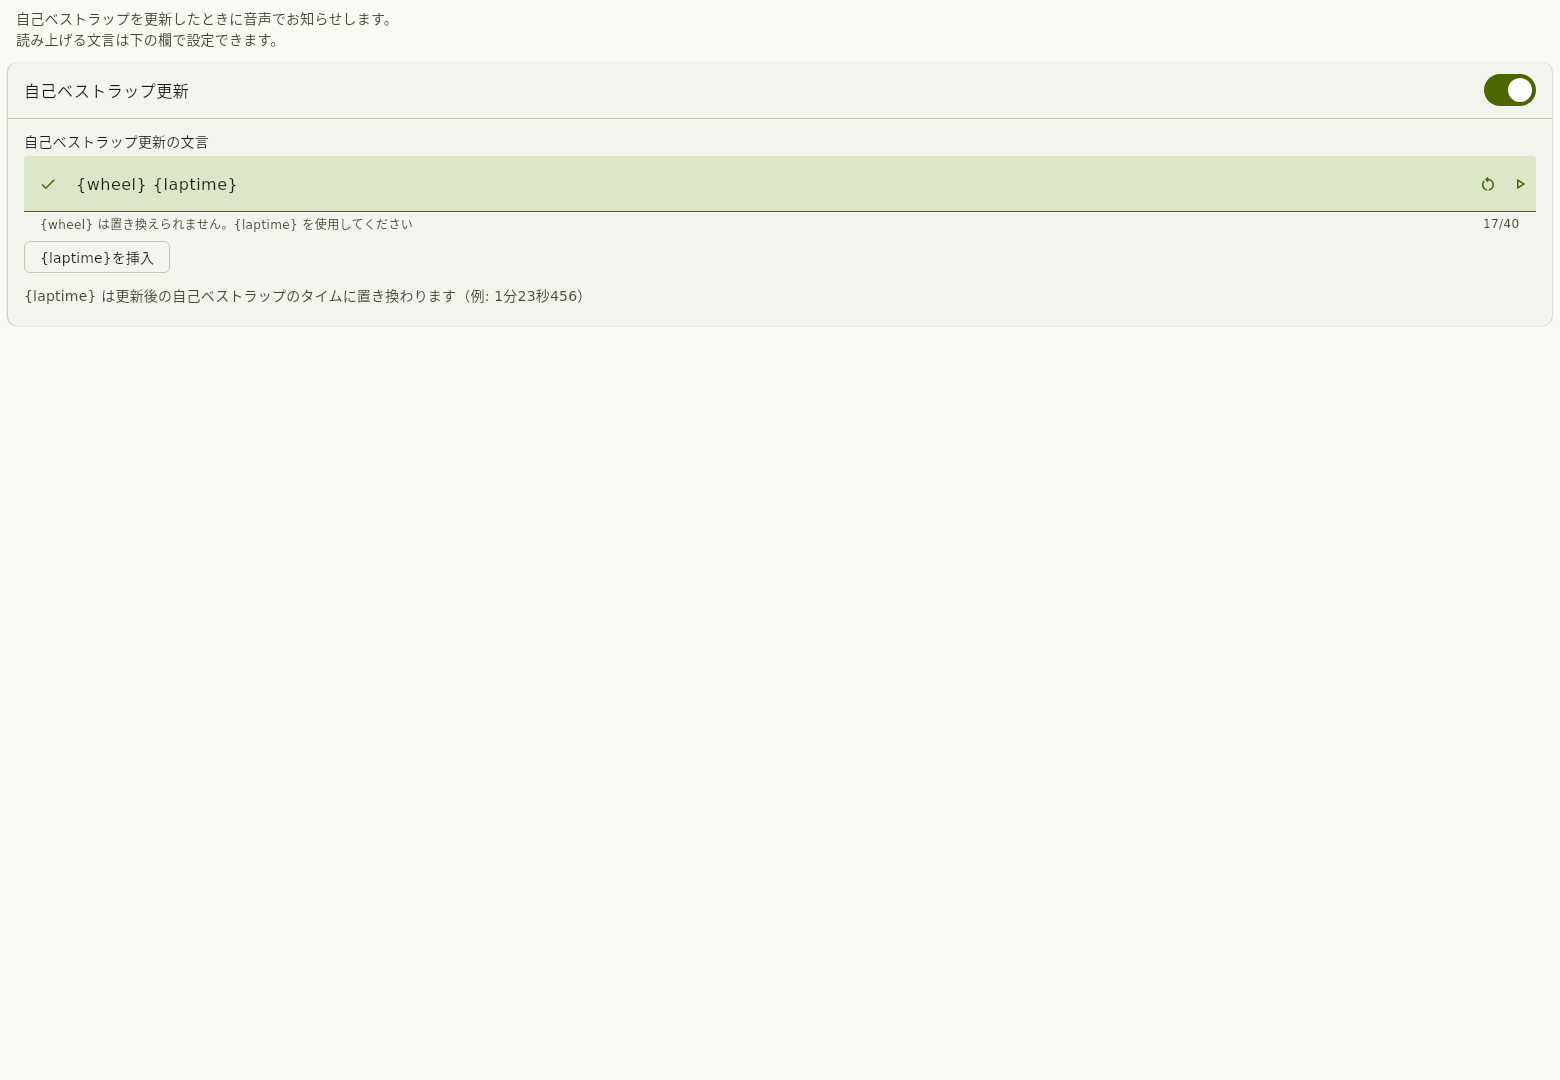 自己ベストラップを更新したときに音声でお知らせします。
読み上げる文言は下の欄で設定できます。
自己ベストラップ更新
自己ベストラップ更新の文言
{wheel} {laptime}
{wheel} は置き換えられません。{laptime} を使用してください
17/40
{laptime}を挿入
{laptime} は更新後の自己ベストラップのタイムに置き換わります（例: 1分23秒456）